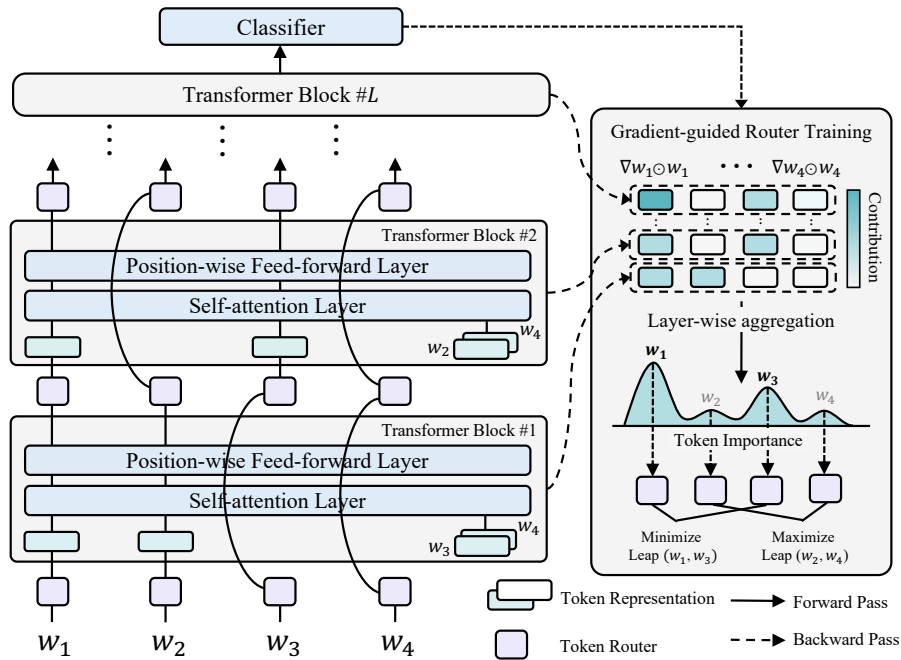 Classifier
Transformer Block #L
Transformer Block #2
Position-wise Feed-forward Layer
Self-attention Layer
w₂ w₄
Transformer Block #1
Position-wise Feed-forward Layer
Self-attention Layer
w₃ w₄
w₁ w₂ w₃ w₄
Gradient-guided Router Training
∇w₁⊙w₁ • • • ∇w₄⊙w₄
Contribution
Layer-wise aggregation
w₁ w₂ w₃ w₄
Token Importance
Minimize
Leap (w₁, w₃)
Maximize
Leap (w₂, w₄)
Token Representation
Forward Pass
Token Router
Backward Pass